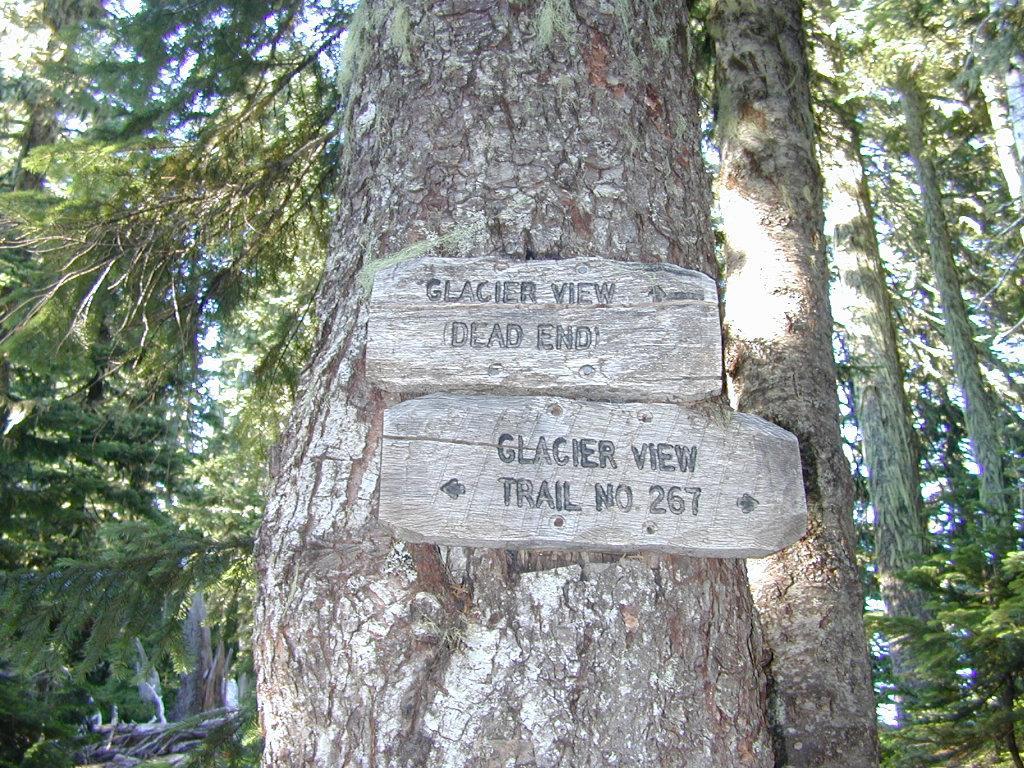 GLACIER VIEW
(DEAD END)
GLACIER VIEW
TRAIL NO 267